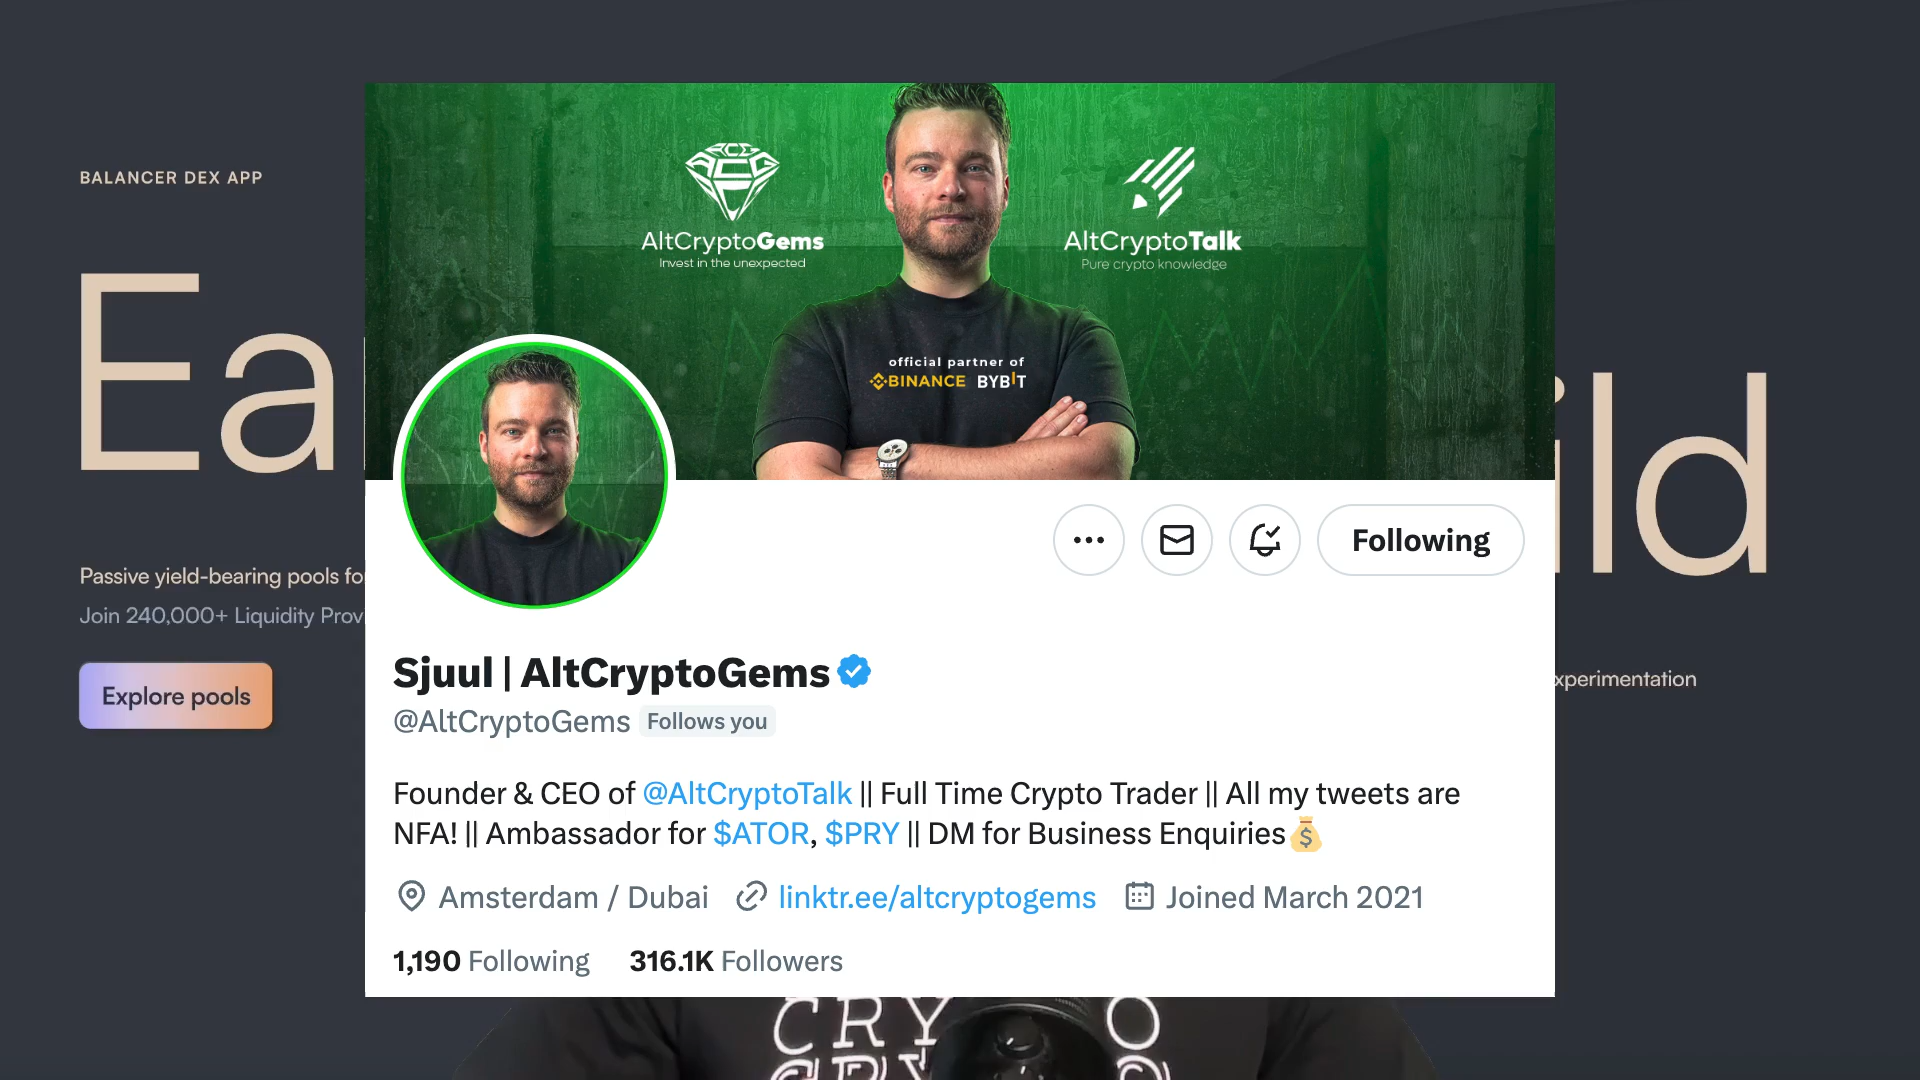 BALANCER DEX APP
Ea
ild
Passive yield-bearing pools fo
Join 240,000+ Liquidity Prov
Explore pools
xperimentation
ACG
AltCryptoGems
Invest in the unexpected
AltCryptoTalk
Pure crypto knowledge
official partner of
BINANCE BYBIT
Following
Sjuul | AltCryptoGems
@AltCryptoGems Follows you
Founder & CEO of @AltCryptoTalk || Full Time Crypto Trader || All my tweets are
NFA! || Ambassador for $ATOR, $PRY || DM for Business Enquiries💰
Amsterdam / Dubai linktr.ee/altcryptogems Joined March 2021
1,190 Following 316.1K Followers
CRY O